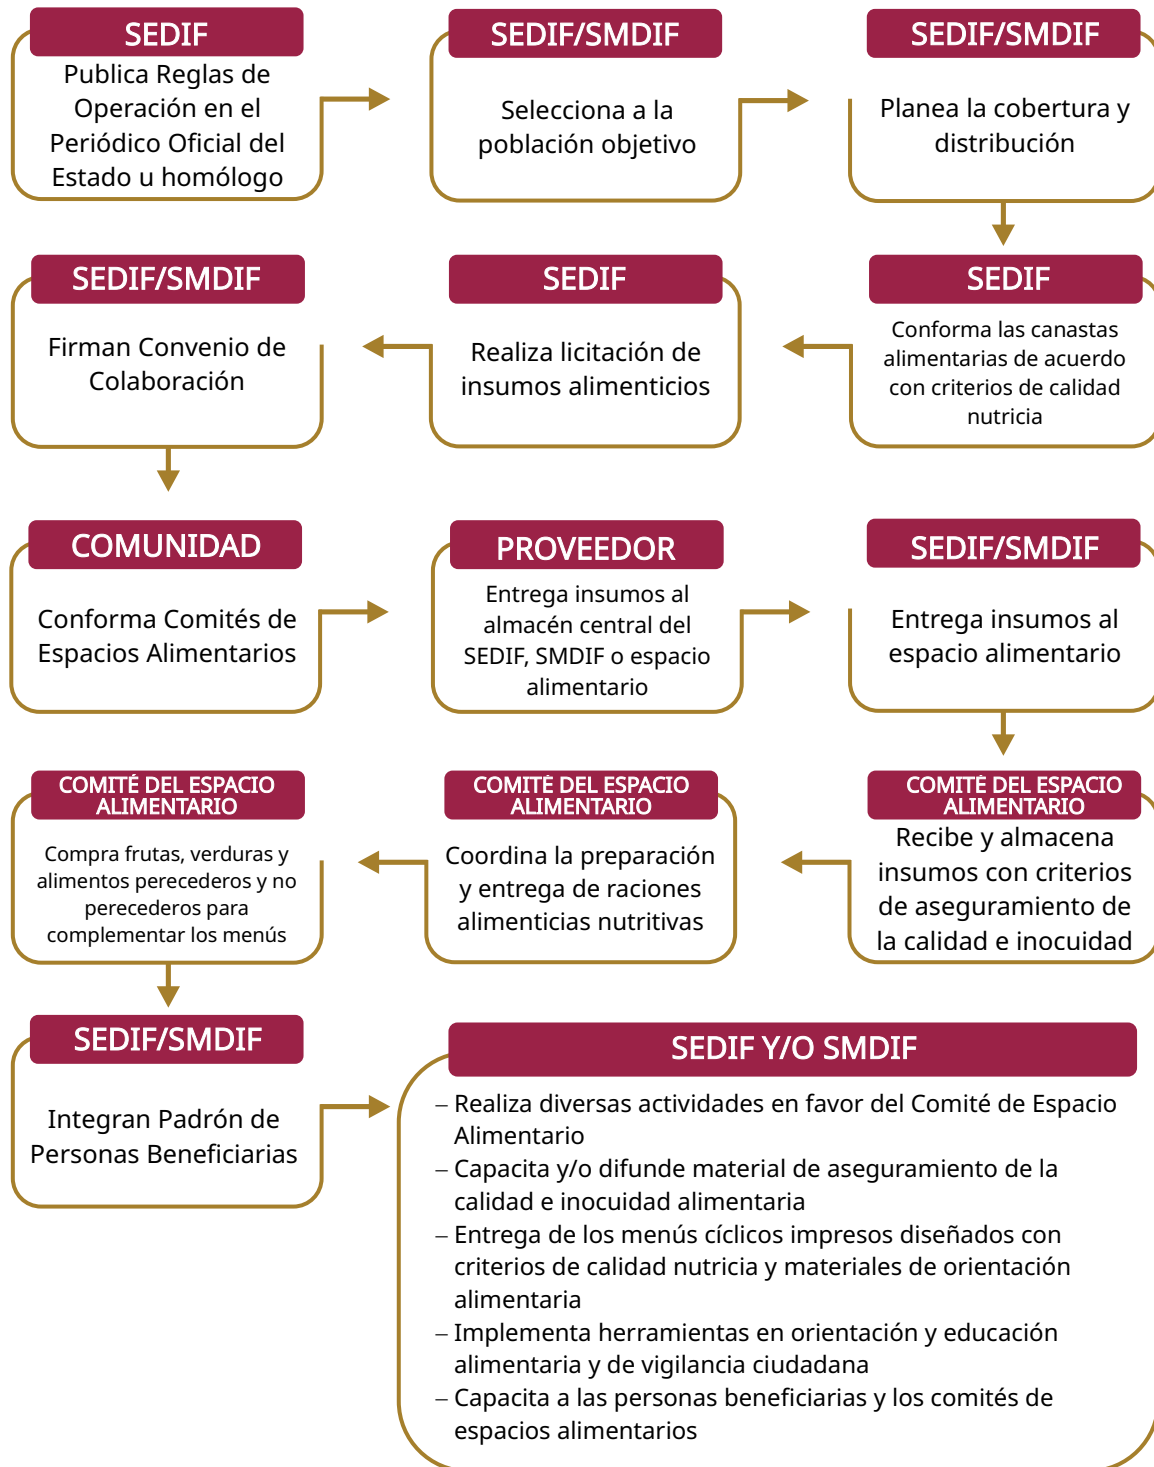 SEDIF
Publica Reglas de
Operación en el
Periódico Oficial del
Estado u homólogo
SEDIF/SMDIF
Selecciona a la
población objetivo
SEDIF/SMDIF
Planea la cobertura y
distribución
SEDIF
Conforma las canastas
alimentarias de acuerdo
con criterios de calidad
nutricia
SEDIF
Realiza licitación de
insumos alimenticios
SEDIF/SMDIF
Firman Convenio de
Colaboración
COMUNIDAD
Conforma Comités de
Espacios Alimentarios
PROVEEDOR
Entrega insumos al
almacén central del
SEDIF, SMDIF o espacio
alimentario
SEDIF/SMDIF
Entrega insumos al
espacio alimentario
COMITÉ DEL ESPACIO
ALIMENTARIO
Recibe y almacena
insumos con criterios
de aseguramiento de
la calidad e inocuidad
COMITÉ DEL ESPACIO
ALIMENTARIO
Coordina la preparación
y entrega de raciones
alimenticias nutritivas
COMITÉ DEL ESPACIO
ALIMENTARIO
Compra frutas, verduras y
alimentos perecederos y no
perecederos para
complementar los menús
SEDIF/SMDIF
Integran Padrón de
Personas Beneficiarias
SEDIF Y/O SMDIF
– Realiza diversas actividades en favor del Comité de Espacio
Alimentario
– Capacita y/o difunde material de aseguramiento de la
calidad e inocuidad alimentaria
– Entrega de los menús cíclicos impresos diseñados con
criterios de calidad nutricia y materiales de orientación
alimentaria
– Implementa herramientas en orientación y educación
alimentaria y de vigilancia ciudadana
– Capacita a las personas beneficiarias y los comités de
espacios alimentarios